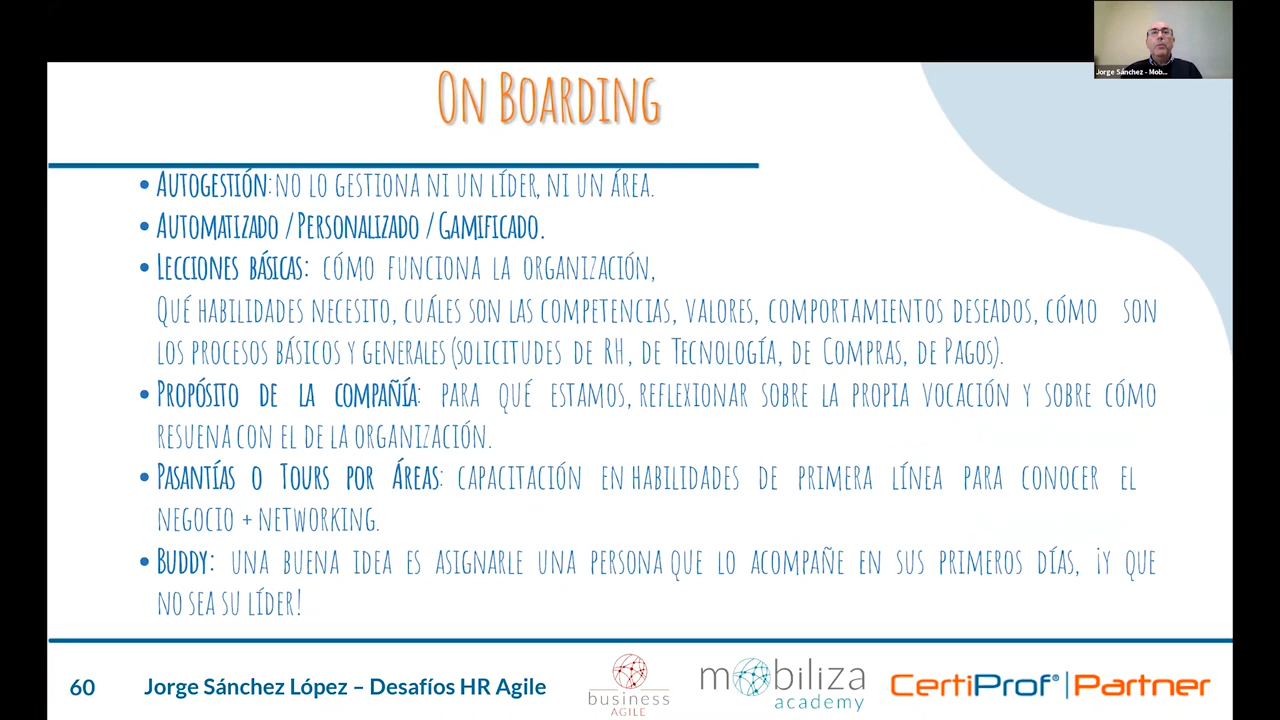 Jorge Sánchez - Mob...
On Boarding
• Autogestión: no lo gestiona ni un líder, ni un área.
• Automatizado / Personalizado / Gamificado.
• Lecciones básicas: cómo funciona la organización,
Qué habilidades necesito, cuáles son las competencias, valores, comportamientos deseados, cómo son
los procesos básicos y generales (solicitudes de RH, de Tecnología, de Compras, de Pagos).
• Propósito de la compañía: para qué estamos, reflexionar sobre la propia vocación y sobre cómo
resuena con el de la organización.
• Pasantías o Tours por Áreas: capacitación en habilidades de primera línea para conocer el
negocio + networking.
• Buddy: una buena idea es asignarle una persona que lo acompañe en sus primeros días, ¡y que
no sea su líder!
60 Jorge Sánchez López – Desafíos HR Agile
business
AGILE
mobiliza
academy
CertiProf® | Partner